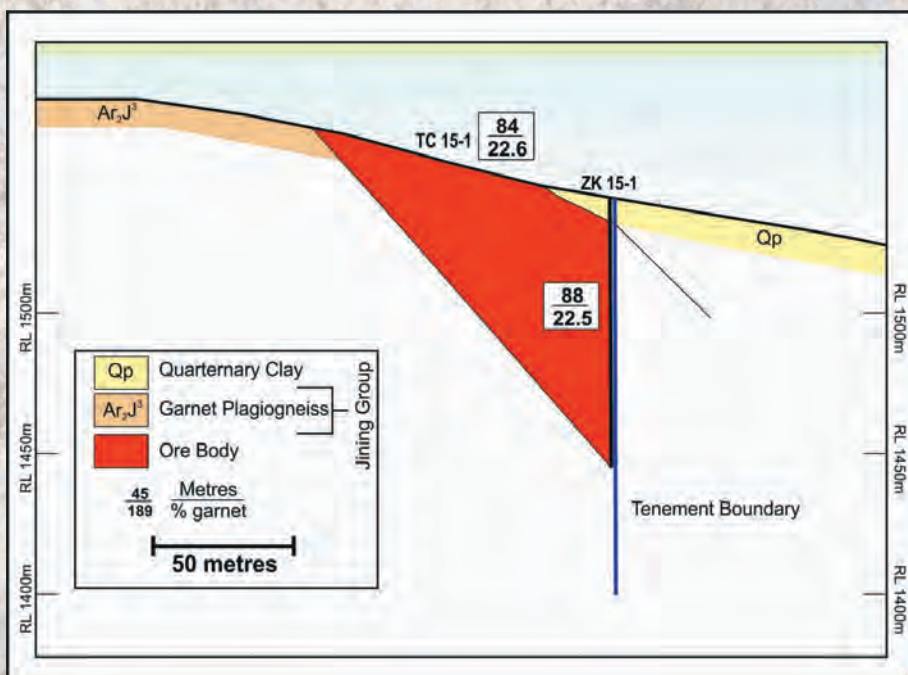 Ar₂J³
TC 15-1
84
22.6
ZK 15-1
Qp
88
22.5
RL 1500m
RL 1500m
RL 1450m
RL 1450m
RL 1400m
RL 1400m
Tenement Boundary
Qp Quarternary Clay
Ar₂J³ Garnet Plagiogneiss
Ore Body
Jining Group
45 Metres
189 % garnet
50 metres